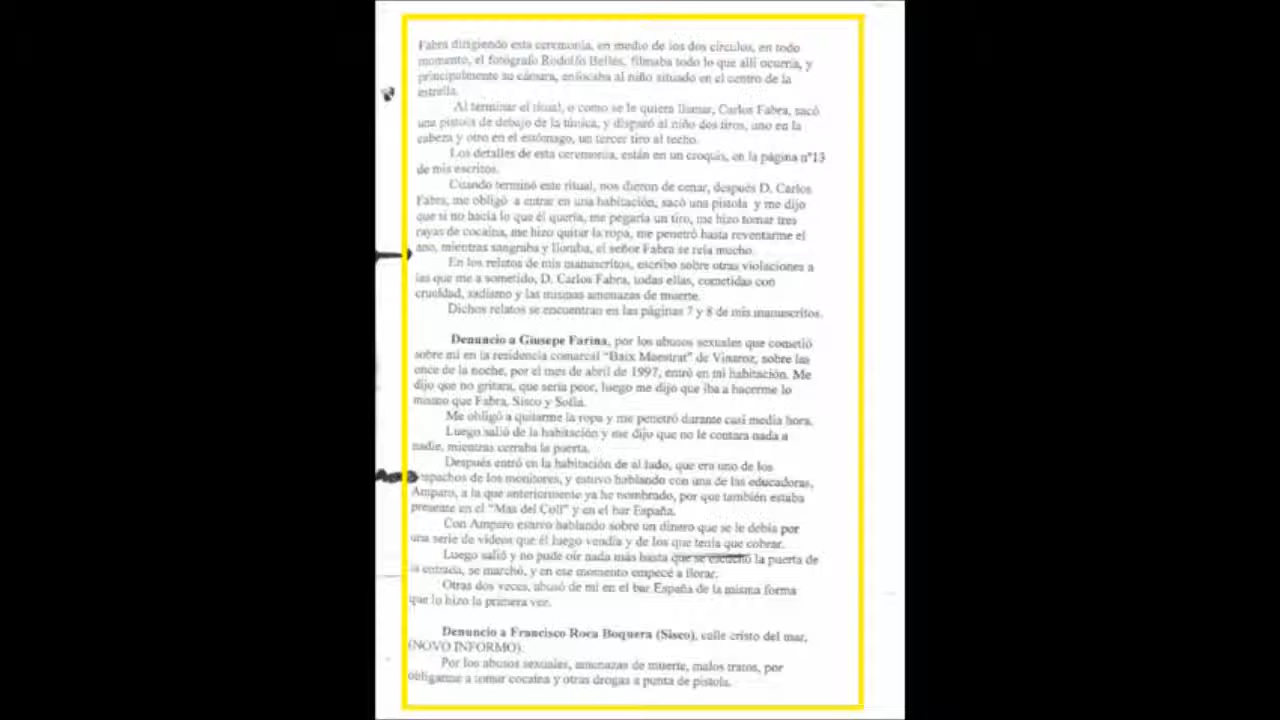 Fabra dirigiendo esta ceremonia, en medio de los dos círculos, en todo
momento, el fotógrafo Rodolfo Bellés, filmaba todo lo que allí ocurría, y
principalmente su cámara, enfocaba al niño situado en el centro de la
estrella.
Al terminar el ritual, o como se le quiera llamar, Carlos Fabra, sacó
una pistola de debajo de la túnica, y disparó al niño dos tiros, uno en la
cabeza y otro en el estómago, un tercer tiro al techo.
Los detalles de esta ceremonia, están en un croquis, en la página nº13
de mis escritos.
Cuando terminó este ritual, nos dieron de cenar, después D. Carlos
Fabra, me obligó a entrar en una habitación, sacó una pistola y me dijo
que si no hacía lo que él quería, me pegaría un tiro, me hizo tomar tres
rayas de cocaína, me hizo quitar la ropa, me penetró hasta reventarme el
ano, mientras sangraba y lloraba, el señor Fabra se reía mucho.
En los relatos de mis manuscritos, escribo sobre otras violaciones a
las que me a sometido, D. Carlos Fabra, todas ellas, cometidas con
crueldad, sadismo y las mismas amenazas de muerte.
Dichos relatos se encuentran en las páginas 7 y 8 de mis manuscritos.
Denuncio a Giusepe Farina, por los abusos sexuales que cometió
sobre mí en la residencia comarcal "Baix Maestrat" de Vinaroz, sobre las
once de la noche, por el mes de abril de 1997, entró en mi habitación. Me
dijo que no gritara, que sería peor, luego me dijo que iba a hacerme lo
mismo que Fabra, Sisco y Sofía.
Me obligó a quitarme la ropa y me penetró durante casi media hora.
Luego salió de la habitación y me dijo que no le contara nada a
nadie, mientras cerraba la puerta.
Después entró en la habitación de al lado, que era uno de los
despachos de los monitores, y estuvo hablando con una de las educadoras,
Amparo, a la que anteriormente ya he nombrado, por que también estaba
presente en el "Mas del Coll" y en el bar España.
Con Amparo estuvo hablando sobre un dinero que se le debía por
una serie de videos que él luego vendía y de los que tenía que cobrar.
Luego salió y no pude oír nada más hasta que se escuchó la puerta de
la entrada, se marchó, y en ese momento empecé a llorar.
Otras dos veces, abusó de mí en el bar España de la misma forma
que lo hizo la primera vez.
Denuncio a Francisco Roca Boquera (Sisco), calle cristo del mar,
(NOVO INFORMO).
Por los abusos sexuales, amenazas de muerte, malos tratos, por
obligarme a tomar cocaína y otras drogas a punta de pistola.